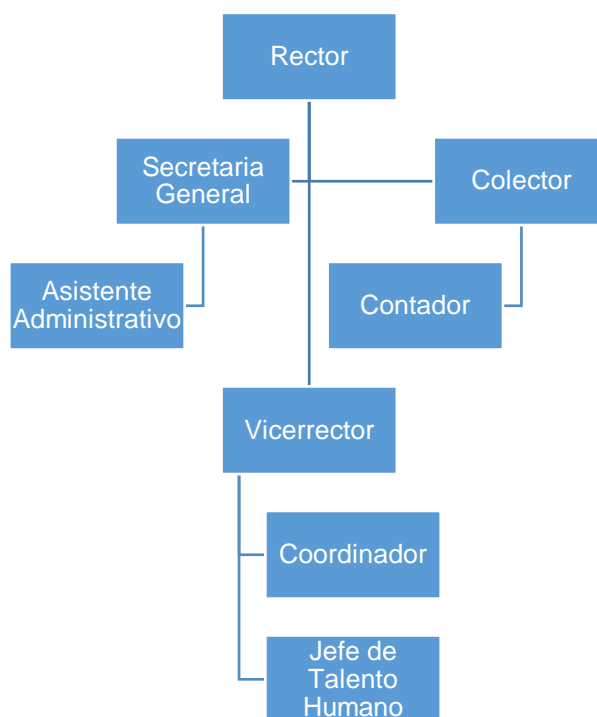 Rector
Secretaria
General
Colector
Asistente
Administrativo
Contador
Vicerrector
Coordinador
Jefe de
Talento
Humano